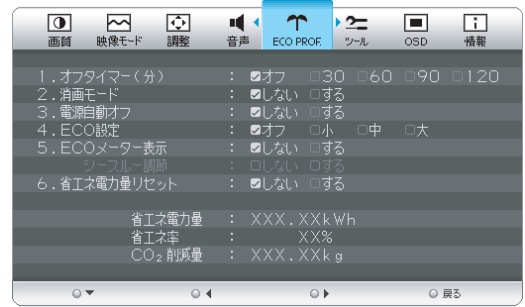 画質 映像モード 調整 音声 ECO PROF. ツール OSD 情報
1.オフタイマー(分) : ☑オフ □30 □60 □90 □120
2.消画モード : ☑しない □する
3.電源自動オフ : ☑しない □する
4.ECO設定 : ☑オフ □小 □中 □大
5.ECOメーター表示 : ☑しない □する
シースルー調節 : □しない □する
6.省エネ電力量リセット : ☑しない □する
省エネ電力量 : XXX.XXkWh
省エネ率 : XX%
CO₂削減量 : XXX.XXkg
戻る